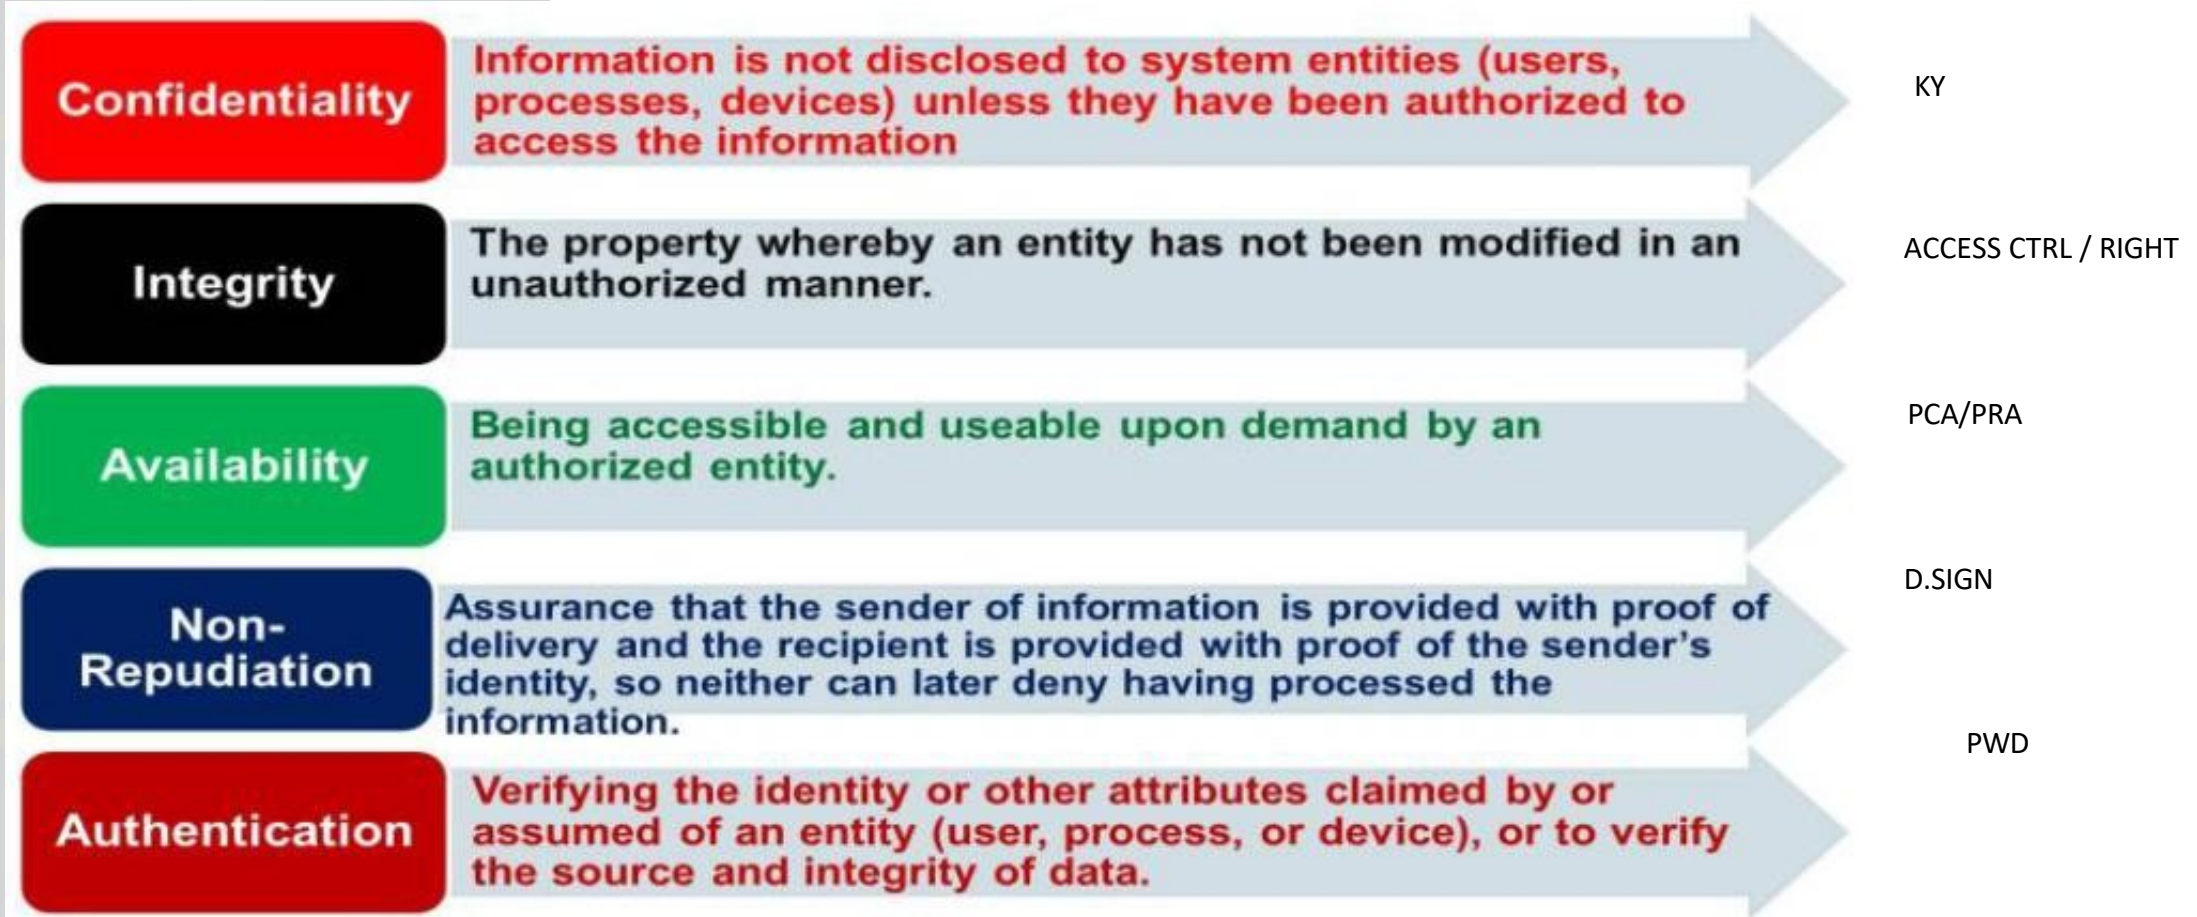 Confidentiality
Information is not disclosed to system entities (users,
processes, devices) unless they have been authorized to
access the information
KY
Integrity
The property whereby an entity has not been modified in an
unauthorized manner.
ACCESS CTRL / RIGHT
Availability
Being accessible and useable upon demand by an
authorized entity.
PCA/PRA
Non-
Repudiation
Assurance that the sender of information is provided with proof of
delivery and the recipient is provided with proof of the sender’s
identity, so neither can later deny having processed the
information.
D.SIGN
Authentication
Verifying the identity or other attributes claimed by or
assumed of an entity (user, process, or device), or to verify
the source and integrity of data.
PWD